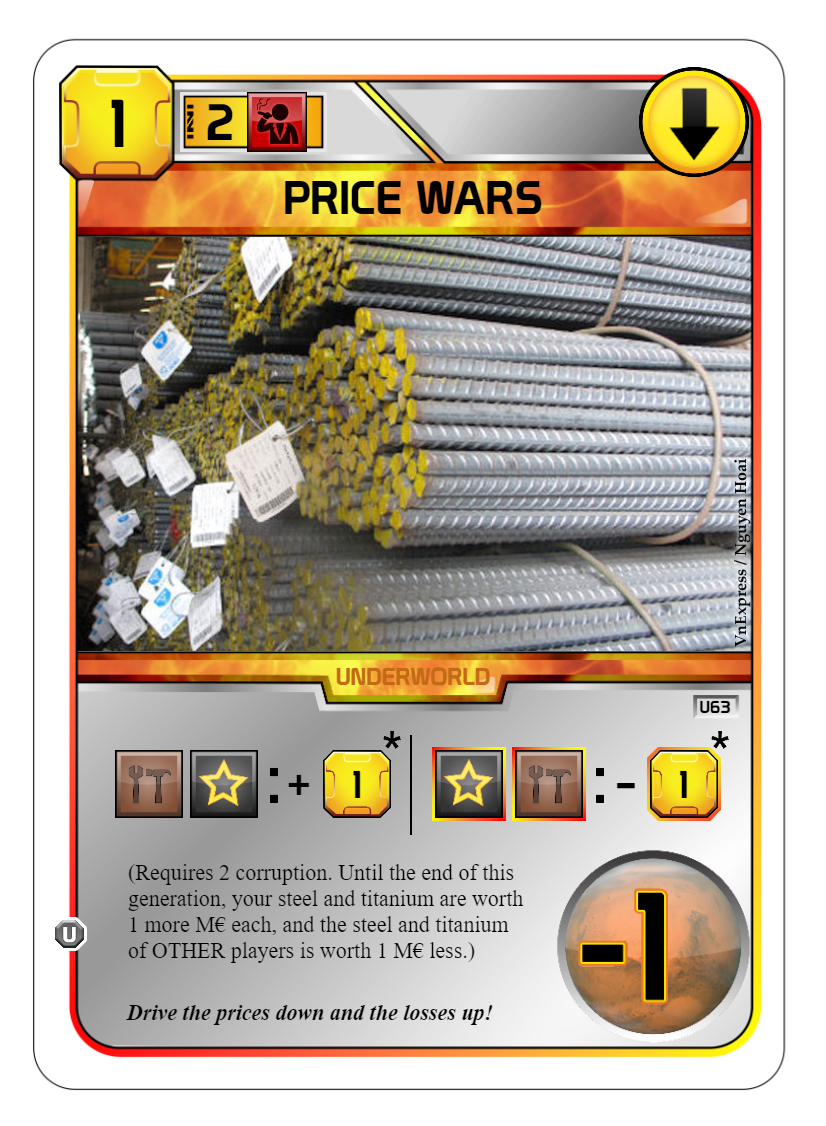 1
2
PRICE WARS
VnExpress / Nguyen Hoai
UNDERWORLD
U63
: + 1 * : - 1 *
(Requires 2 corruption. Until the end of this
generation, your steel and titanium are worth
1 more M€ each, and the steel and titanium
of OTHER players is worth 1 M€ less.)
U
-1
Drive the prices down and the losses up!